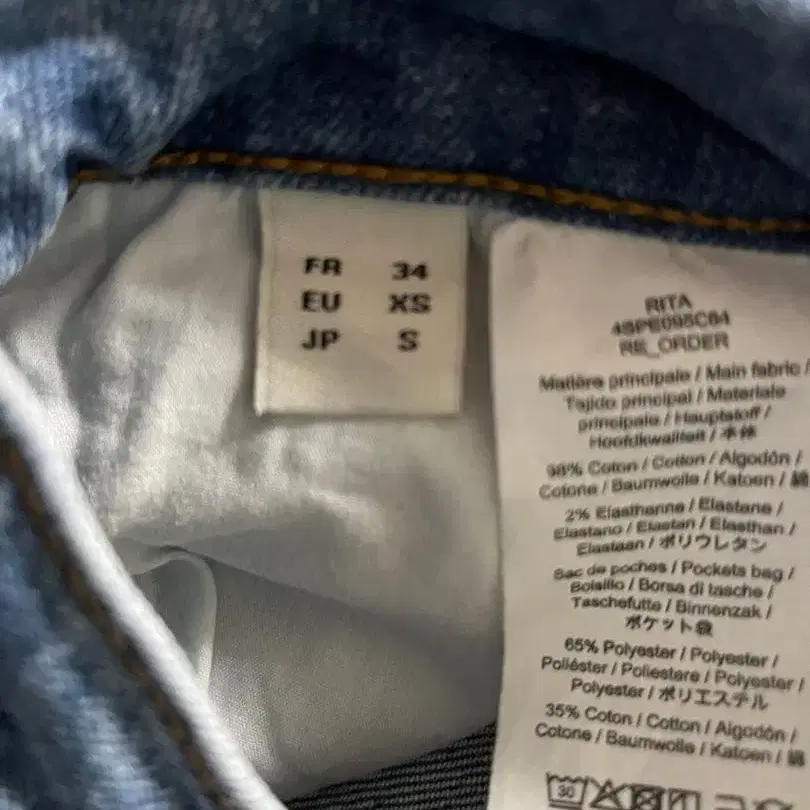 FR 34
EU XS
JP S
RITA
RE_ORDER
Matière principale / Main fabric /
Tejido principal / Materiale
principale / Hauptstoff /
Hoofdkwaliteit / 本体
98% Coton / Cotton / Algodón /
Cotone / Baumwolle / Katoen / 綿
2% Elasthanne / Elastane /
Elastano / Elastan / Elasthan /
Elastaan / ポリウレタン
Sac de poches / Pockets bag /
Bolsillo / Borsa di tasche /
Taschefutte / Binnenzak /
ポケット袋
65% Polyester / Polyester /
Poliéster / Poliestere / Polyester /
Polyester / ポリエステル
35% Coton / Cotton / Algodón /
Cotone / Baumwolle / Katoen / 綿
30